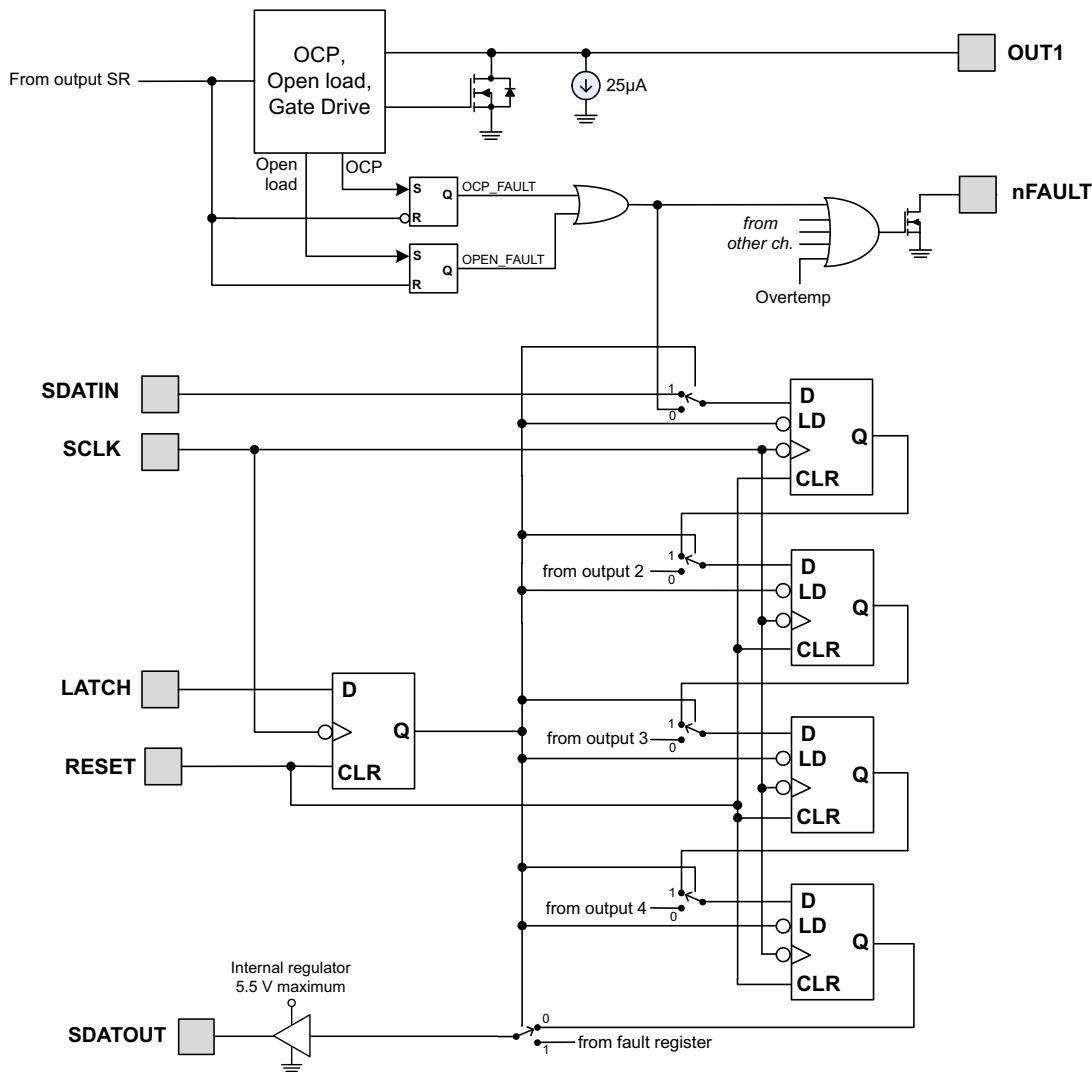 OCP,
Open load,
Gate Drive
From output SR
OUT1
25µA
Open
load
OCP
S
Q
R
OCP_FAULT
S
Q
R
OPEN_FAULT
nFAULT
from
other ch.
Overtemp
SDATIN
1
0
D
LD
Q
CLR
SCLK
from output 2
1
0
D
LD
Q
CLR
LATCH
D
Q
CLR
RESET
from output 3
1
0
D
LD
Q
CLR
from output 4
1
0
D
LD
Q
CLR
Internal regulator
5.5 V maximum
SDATOUT
0
1
from fault register